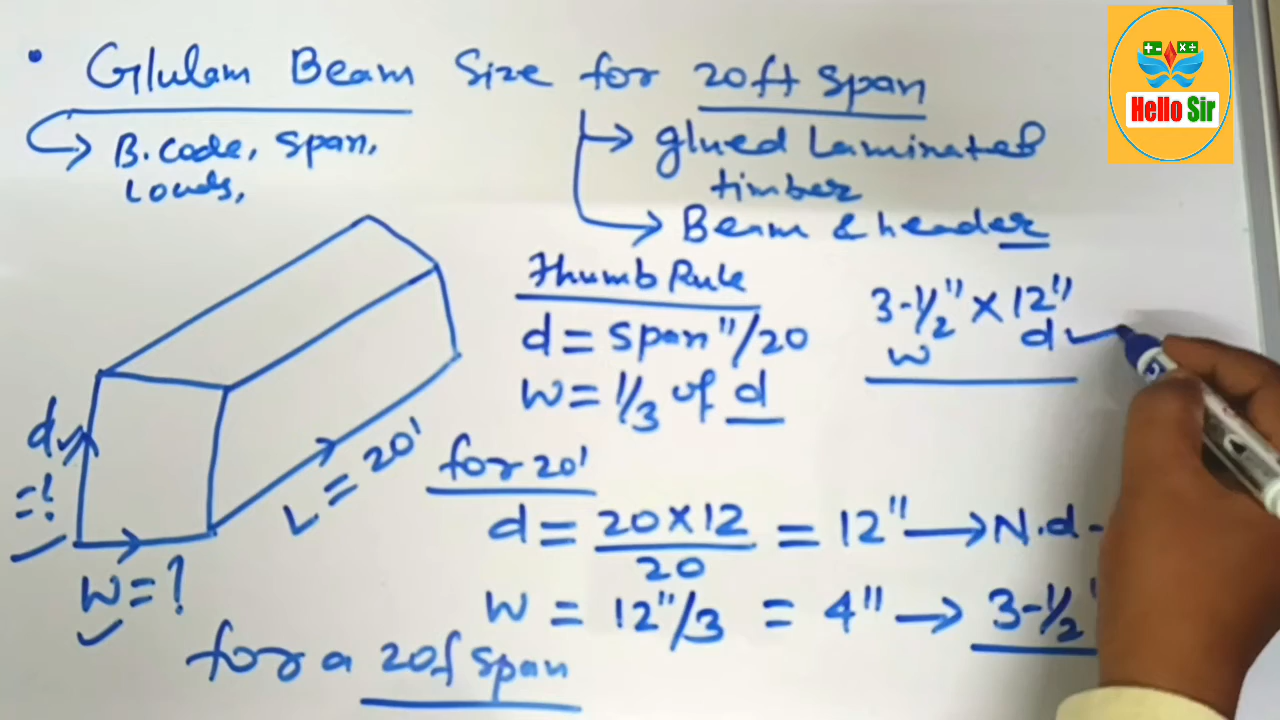 • Glulam Beam Size for 20ft span
B. Code, span,
Loads,
glued Laminated
timber
Beam & header
Thumb Rule
d = span"/20
W = 1/3 of d
3-1/2" X 12"
W d
d
=!
W = ?
L = 20'
for 20'
d = 20 X 12 / 20 = 12" → N.d -
W = 12"/3 = 4" → 3-1/2"
for a 20f span
+ - × ÷
Hello Sir